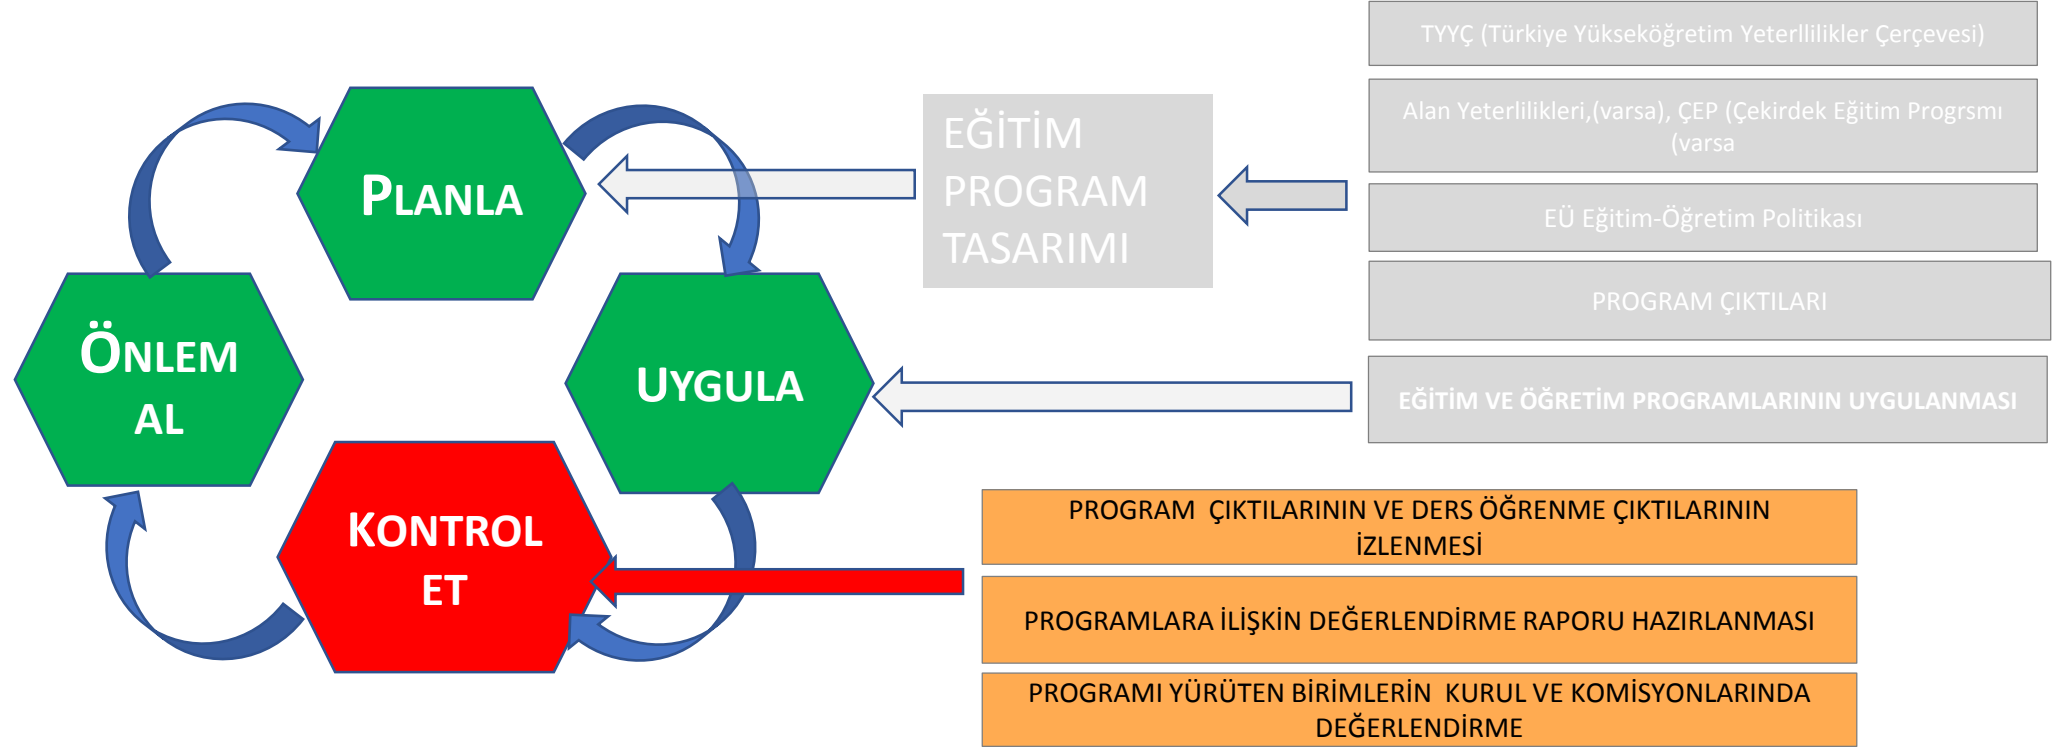 TYYÇ (Türkiye Yükseköğretim Yeterllilikler Çerçevesi)
Alan Yeterlilikleri,(varsa), ÇEP (Çekirdek Eğitim Progrsmı
(varsa
EÜ Eğitim-Öğretim Politikası
PROGRAM ÇIKTILARI
EĞİTİM
PROGRAM
TASARIMI
PLANLA
ÖNLEM
AL
UYGULA
EĞİTİM VE ÖĞRETİM PROGRAMLARININ UYGULANMASI
KONTROL
ET
PROGRAM ÇIKTILARININ VE DERS ÖĞRENME ÇIKTILARININ
İZLENMESİ
PROGRAMLARA İLİŞKİN DEĞERLENDİRME RAPORU HAZIRLANMASI
PROGRAMI YÜRÜTEN BİRİMLERİN KURUL VE KOMİSYONLARINDA
DEĞERLENDİRME